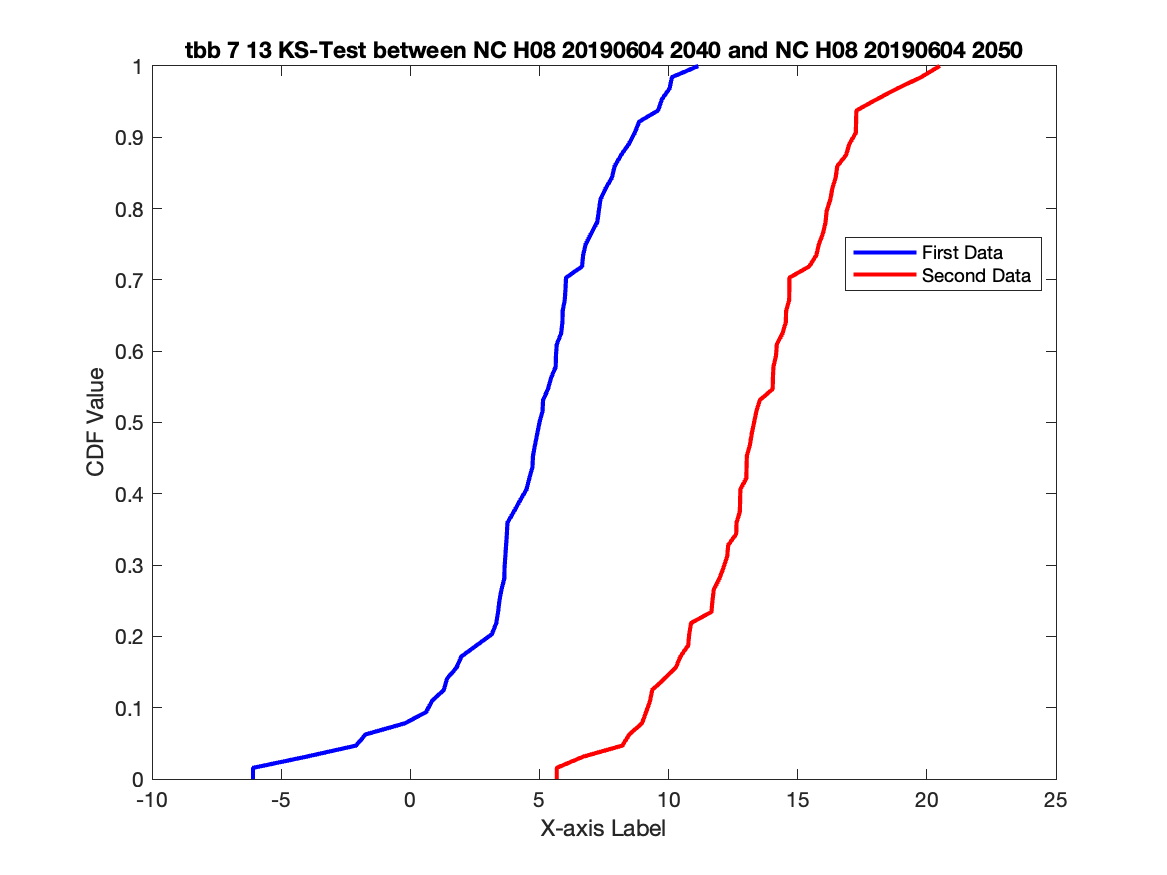 tbb 7 13 KS-Test between NC H08 20190604 2040 and NC H08 20190604 2050
1
0.9
0.8
0.7
0.6
0.5
0.4
0.3
0.2
0.1
0
CDF Value
First Data
Second Data
-10 -5 0 5 10 15 20 25
X-axis Label